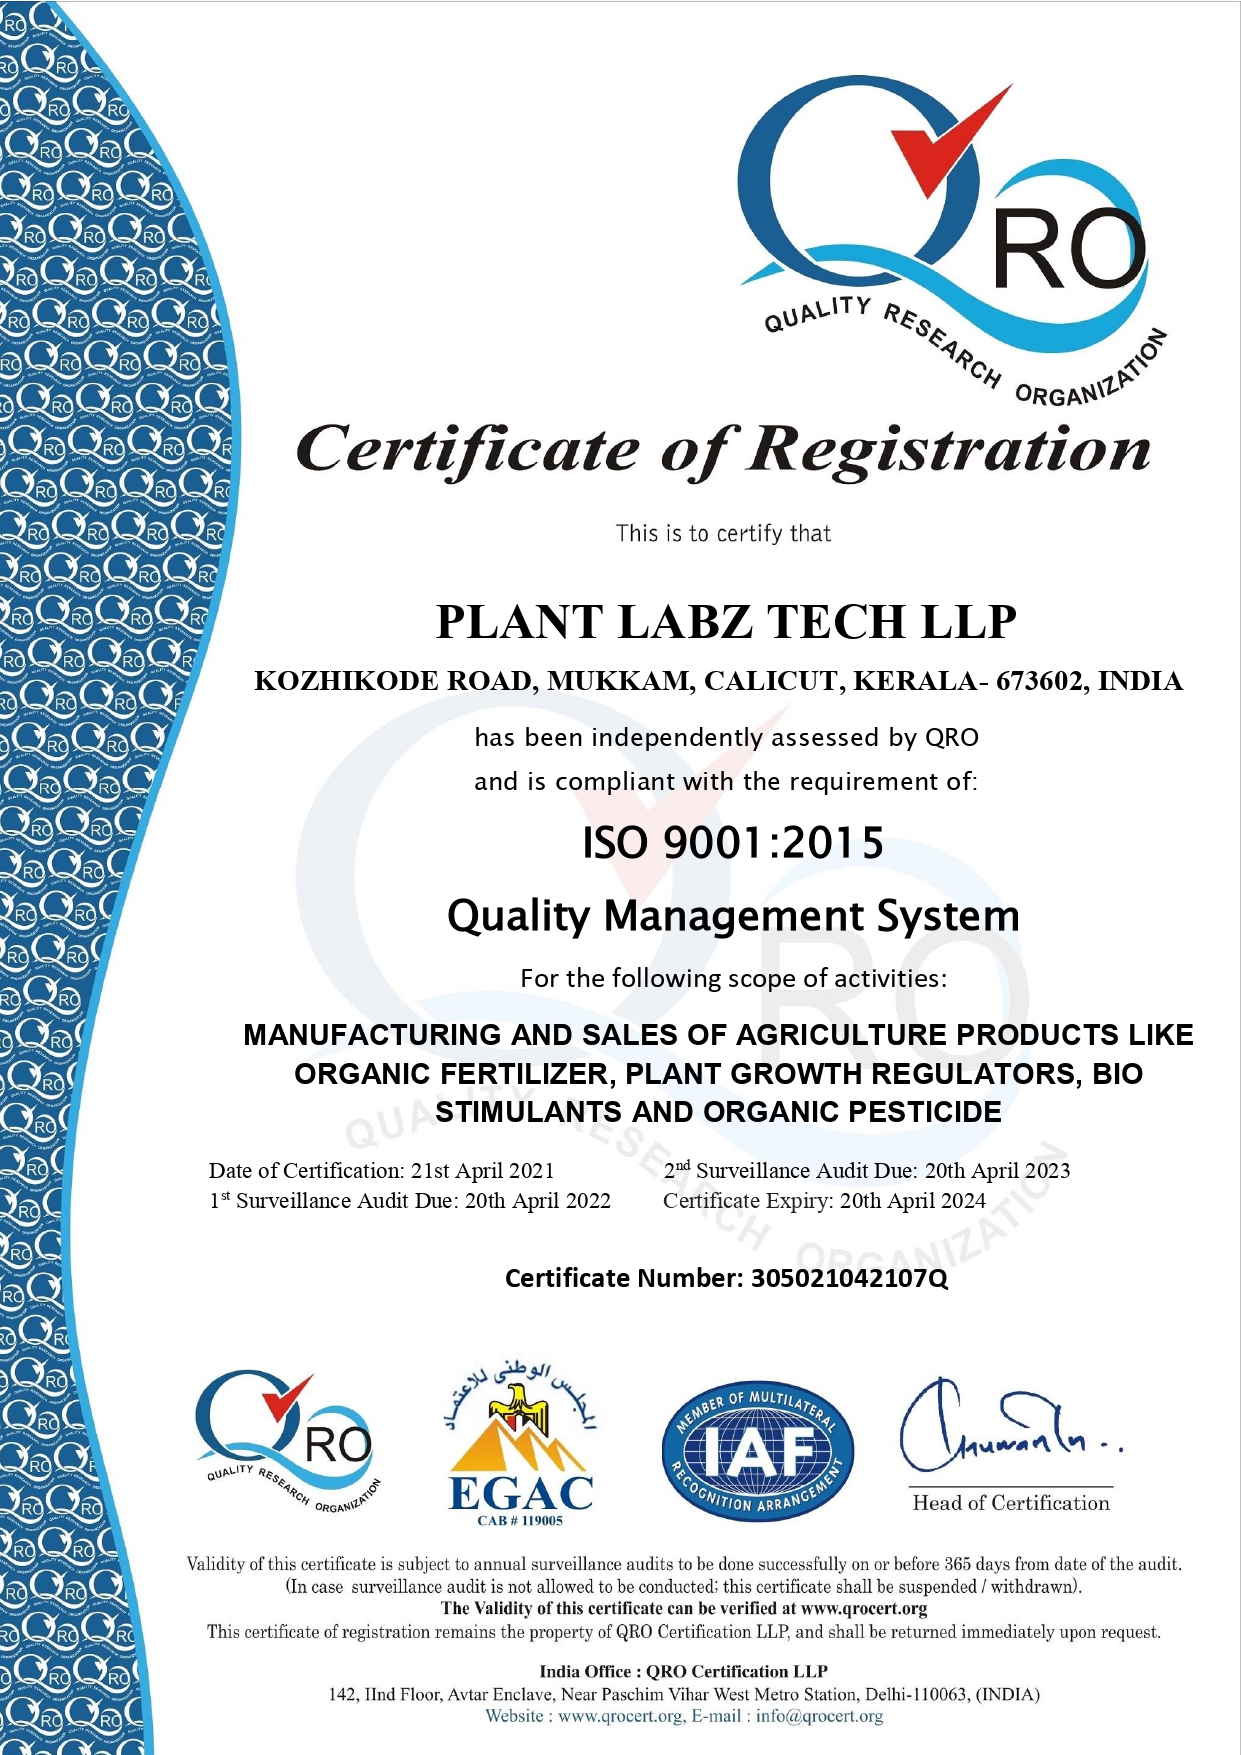 QRO
QUALITY RESEARCH ORGANIZATION
Certificate of Registration
This is to certify that
PLANT LABZ TECH LLP
KOZHIKODE ROAD, MUKKAM, CALICUT, KERALA- 673602, INDIA
has been independently assessed by QRO
and is compliant with the requirement of:
ISO 9001:2015
Quality Management System
For the following scope of activities:
MANUFACTURING AND SALES OF AGRICULTURE PRODUCTS LIKE
ORGANIC FERTILIZER, PLANT GROWTH REGULATORS, BIO
STIMULANTS AND ORGANIC PESTICIDE
Date of Certification: 21st April 2021
2nd Surveillance Audit Due: 20th April 2023
1st Surveillance Audit Due: 20th April 2022
Certificate Expiry: 20th April 2024
Certificate Number: 305021042107Q
QRO
QUALITY RESEARCH ORGANIZATION
المجلس الوطنى للاعتماد
EGAC
CAB # 119005
MEMBER OF MULTILATERAL
IAF
RECOGNITION ARRANGEMENT
Head of Certification
Validity of this certificate is subject to annual surveillance audits to be done successfully on or before 365 days from date of the audit.
(In case surveillance audit is not allowed to be conducted; this certificate shall be suspended / withdrawn).
The Validity of this certificate can be verified at www.qrocert.org
This certificate of registration remains the property of QRO Certification LLP, and shall be returned immediately upon request.
India Office : QRO Certification LLP
142, IInd Floor, Avtar Enclave, Near Paschim Vihar West Metro Station, Delhi-110063, (INDIA)
Website : www.qrocert.org, E-mail : info@qrocert.org